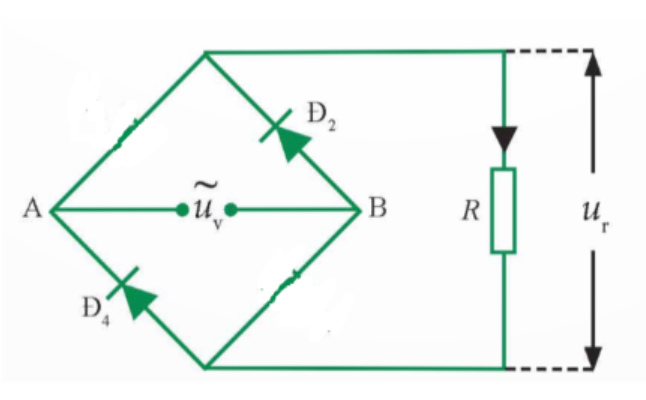 Đ₂
A
ũᵥ
B
R
uᵣ
Đ₄